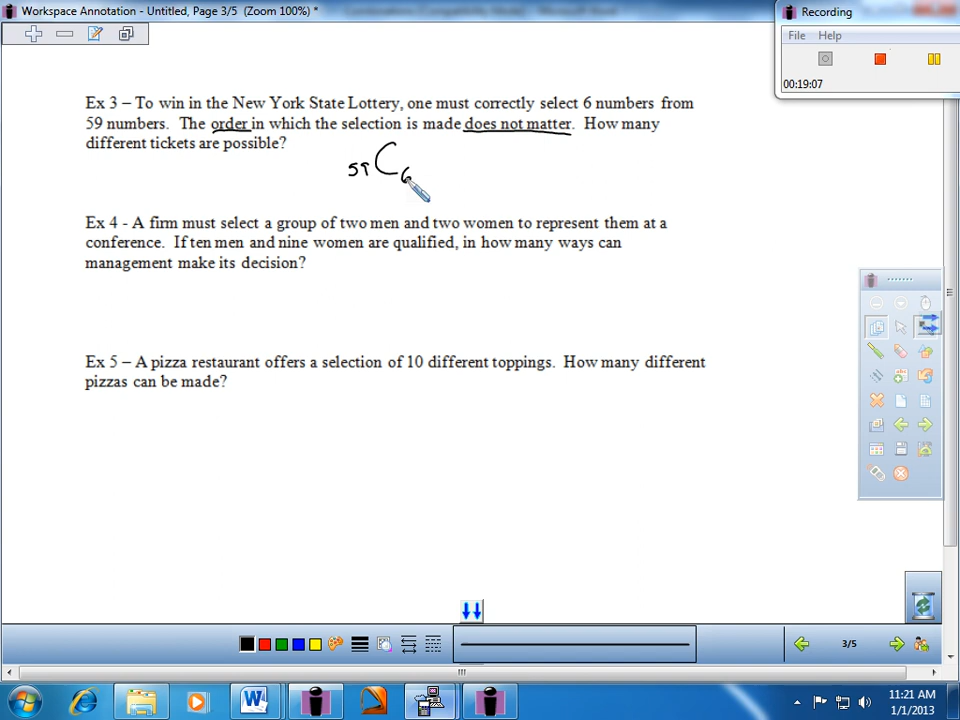 Workspace Annotation - Untitled, Page 3/5 (Zoom 100%) *
Recording
File Help
00:19:07
Ex 3 – To win in the New York State Lottery, one must correctly select 6 numbers from
59 numbers. The order in which the selection is made does not matter. How many
different tickets are possible?
59 C 6
Ex 4 - A firm must select a group of two men and two women to represent them at a
conference. If ten men and nine women are qualified, in how many ways can
management make its decision?
Ex 5 – A pizza restaurant offers a selection of 10 different toppings. How many different
pizzas can be made?
3/5
11:21 AM
1/1/2013